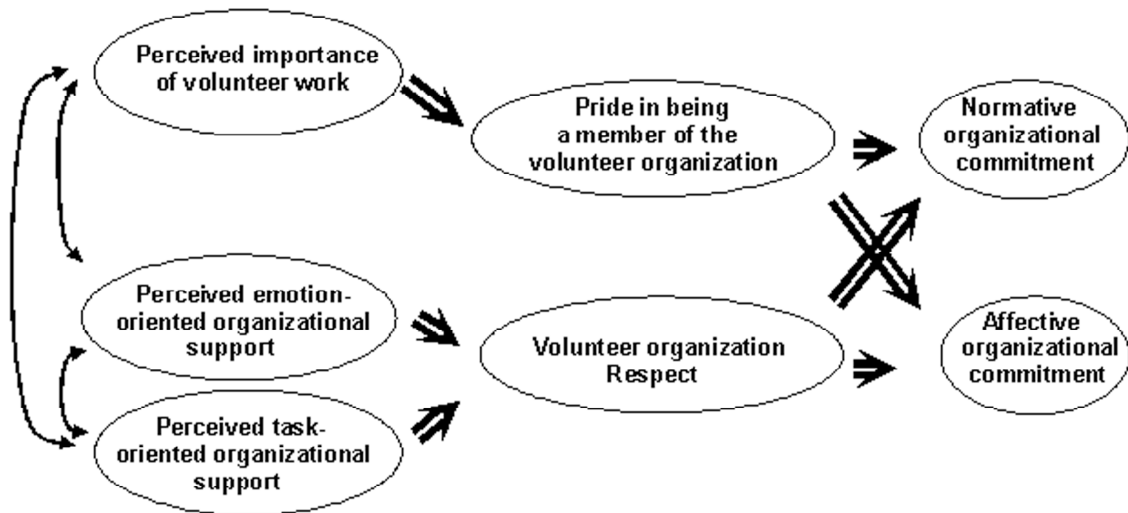 Perceived importance
of volunteer work
Pride in being
a member of the
volunteer organization
Normative
organizational
commitment
Perceived emotion-
oriented organizational
support
Volunteer organization
Respect
Affective
organizational
commitment
Perceived task-
oriented organizational
support